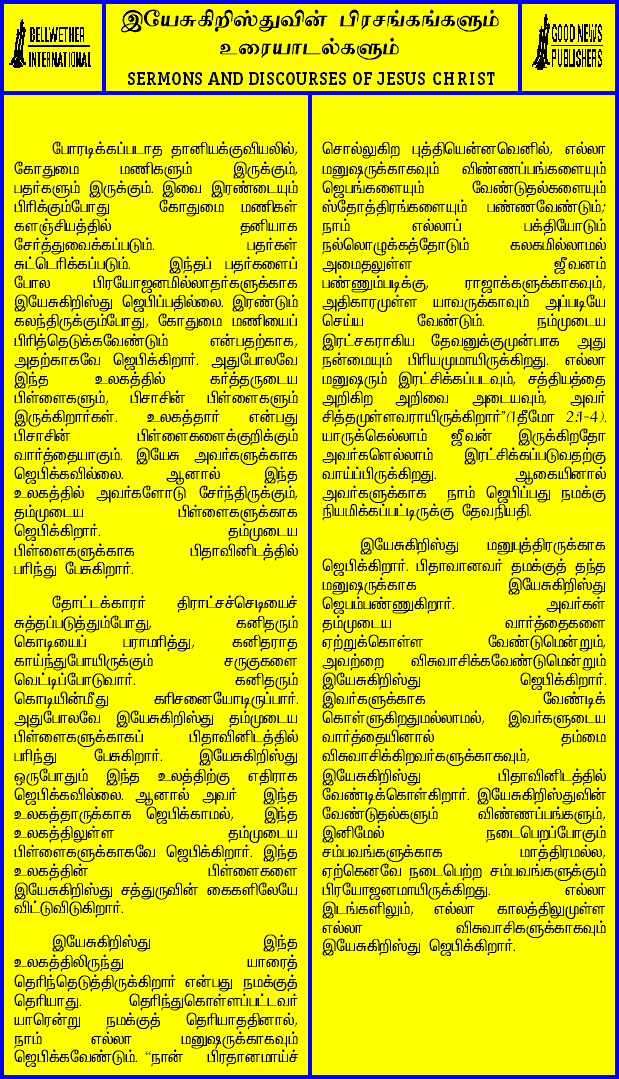 BELLWETHER
INTERNATIONAL
இயேசுகிறிஸ்துவின் பிரசங்கங்களும்
உரையாடல்களும்
SERMONS AND DISCOURSES OF JESUS CHRIST
GOOD NEWS
PUBLISHERS
போரடிக்கப்படாத தானியக்குவியலில்,
கோதுமை மணிகளும் இருக்கும்,
பதர்களும் இருக்கும். இவை இரண்டையும்
பிரிக்கும்போது கோதுமை மணிகள்
களஞ்சியத்தில் தனியாக
சேர்த்துவைக்கப்படும். பதர்கள்
சுட்டெரிக்கப்படும். இந்தப் பதர்களைப்
போல பிரயோஜனமில்லாதர்களுக்காக
இயேசுகிறிஸ்து ஜெபிப்பதில்லை. இரண்டும்
கலந்திருக்கும்போது, கோதுமை மணியைப்
பிரித்தெடுக்கவேண்டும் என்பதற்காக,
அதற்காகவே ஜெபிக்கிறார். அதுபோலவே
இந்த உலகத்தில் கர்த்தருடைய
பிள்ளைகளும், பிசாசின் பிள்ளைகளும்
இருக்கிறார்கள். உலகத்தார் என்பது
பிசாசின் பிள்ளைகளைக்குறிக்கும்
வார்த்தையாகும். இயேசு அவர்களுக்காக
ஜெபிக்கவில்லை. ஆனால் இந்த
உலகத்தில் அவர்களோடு சேர்ந்திருக்கும்,
தம்முடைய பிள்ளைகளுக்காக
ஜெபிக்கிறார். தம்முடைய
பிள்ளைகளுக்காக பிதாவினிடத்தில்
பரிந்து பேசுகிறார்.
தோட்டக்காரர் திராட்சச்செடியைச்
சுத்தப்படுத்தும்போது, கனிதரும்
கொடியைப் பராமரித்து, கனிதராத
காய்ந்துபோயிருக்கும் சருகுகளை
வெட்டிப்போடுவார். கனிதரும்
கொடியின்மீது கரிசனையோடிருப்பார்.
அதுபோலவே இயேசுகிறிஸ்து தம்முடைய
பிள்ளைகளுக்காகப் பிதாவினிடத்தில்
பரிந்து பேசுகிறார். இயேசுகிறிஸ்து
ஒருபோதும் இந்த உலத்திற்கு எதிராக
ஜெபிக்கவில்லை. ஆனால் அவர் இந்த
உலகத்தாருக்காக ஜெபிக்காமல், இந்த
உலகத்திலுள்ள தம்முடைய
பிள்ளைகளுக்காகவே ஜெபிக்கிறார். இந்த
உலகத்தின் பிள்ளைகளை
இயேசுகிறிஸ்து சத்துருவின் கைகளிலேயே
விட்டுவிடுகிறார்.
இயேசுகிறிஸ்து இந்த
உலகத்திலிருந்து யாரைத்
தெரிந்தெடுத்திருக்கிறார் என்பது நமக்குத்
தெரியாது. தெரிந்துகொள்ளப்பட்டவர்
யாரென்று நமக்குத் தெரியாததினால்,
நாம் எல்லா மனுஷருக்காகவும்
ஜெபிக்கவேண்டும். “நான் பிரதானமாய்ச்
சொல்லுகிற புத்தியென்னவெனில், எல்லா
மனுஷருக்காகவும் விண்ணப்பங்களையும்
ஜெபங்களையும் வேண்டுதல்களையும்
ஸ்தோத்திரங்களையும் பண்ணவேண்டும்;
நாம் எல்லாப் பக்தியோடும்
நல்லொழுக்கத்தோடும் கலகமில்லாமல்
அமைதலுள்ள ஜீவனம்
பண்ணும்படிக்கு, ராஜாக்களுக்காகவும்,
அதிகாரமுள்ள யாவருக்காவும் அப்படியே
செய்ய வேண்டும். நம்முடைய
இரட்சகராகிய தேவனுக்குமுன்பாக அது
நன்மையும் பிரியமுமாயிருக்கிறது. எல்லா
மனுஷரும் இரட்சிக்கப்படவும், சத்தியத்தை
அறிகிற அறிவை அடையவும், அவர்
சித்தமுள்ளவராயிருக்கிறார்”(1தீமோ 2:1-4).
யாருக்கெல்லாம் ஜீவன் இருக்கிறதோ
அவர்களெல்லாம் இரட்சிக்கப்படுவதற்கு
வாய்ப்பிருக்கிறது. ஆகையினால்
அவர்களுக்காக நாம் ஜெபிப்பது நமக்கு
நியமிக்கப்பட்டிருக்கு தேவநியதி.
இயேசுகிறிஸ்து மனுபுத்திரருக்காக
ஜெபிக்கிறார். பிதாவானவர் தமக்குத் தந்த
மனுஷருக்காக இயேசுகிறிஸ்து
ஜெபம்பண்ணுகிறார். அவர்கள்
தம்முடைய வார்த்தைகளை
ஏற்றுக்கொள்ள வேண்டுமென்றும்,
அவற்றை விசுவாசிக்கவேண்டுமென்றும்
இயேசுகிறிஸ்து ஜெபிக்கிறார்.
இவர்களுக்காக வேண்டிக்
கொள்ளுகிறதுமல்லாமல், இவர்களுடைய
வார்த்தையினால் தம்மை
விசுவாசிக்கிறவர்களுக்காகவும்,
இயேசுகிறிஸ்து பிதாவினிடத்தில்
வேண்டிக்கொள்கிறார். இயேசுகிறிஸ்துவின்
வேண்டுதல்களும் விண்ணப்பங்களும்,
இனிமேல் நடைபெறப்போகும்
சம்பவங்களுக்காக மாத்திரமல்ல,
ஏற்கெனவே நடைபெற்ற சம்பவங்களுக்கும்
பிரயோஜனமாயிருக்கிறது. எல்லா
இடங்களிலும், எல்லா காலத்திலுமுள்ள
எல்லா விசுவாசிகளுக்காகவும்
இயேசுகிறிஸ்து ஜெபிக்கிறார்.